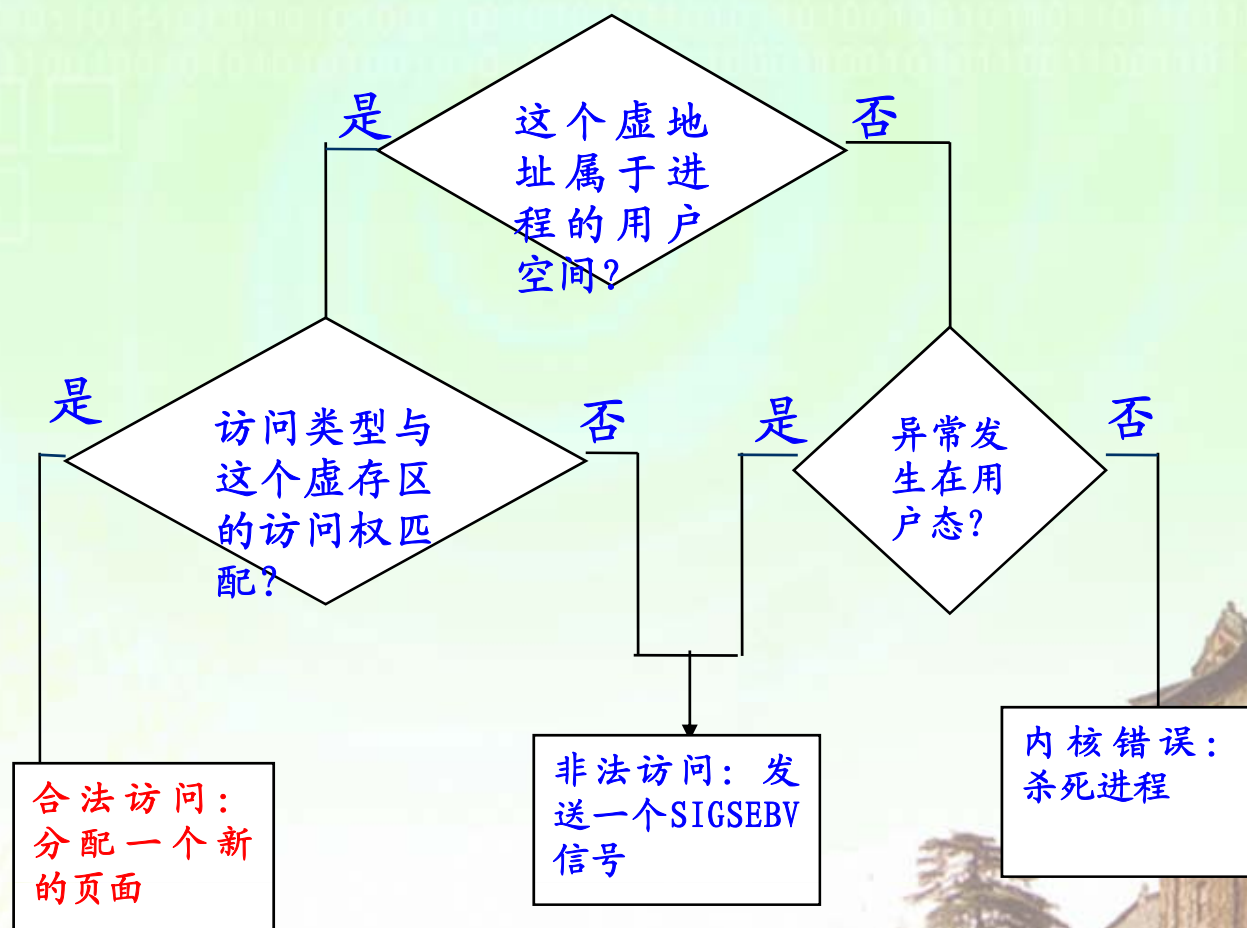 是
否
这个虚地
址属于进
程的用户
空间?
是
否
访问类型与
这个虚存区
的访问权匹
配?
是
否
异常发
生在用
户态?
合法访问:
分配一个新
的页面
非法访问: 发
送一个SIGSEBV
信号
内核错误:
杀死进程